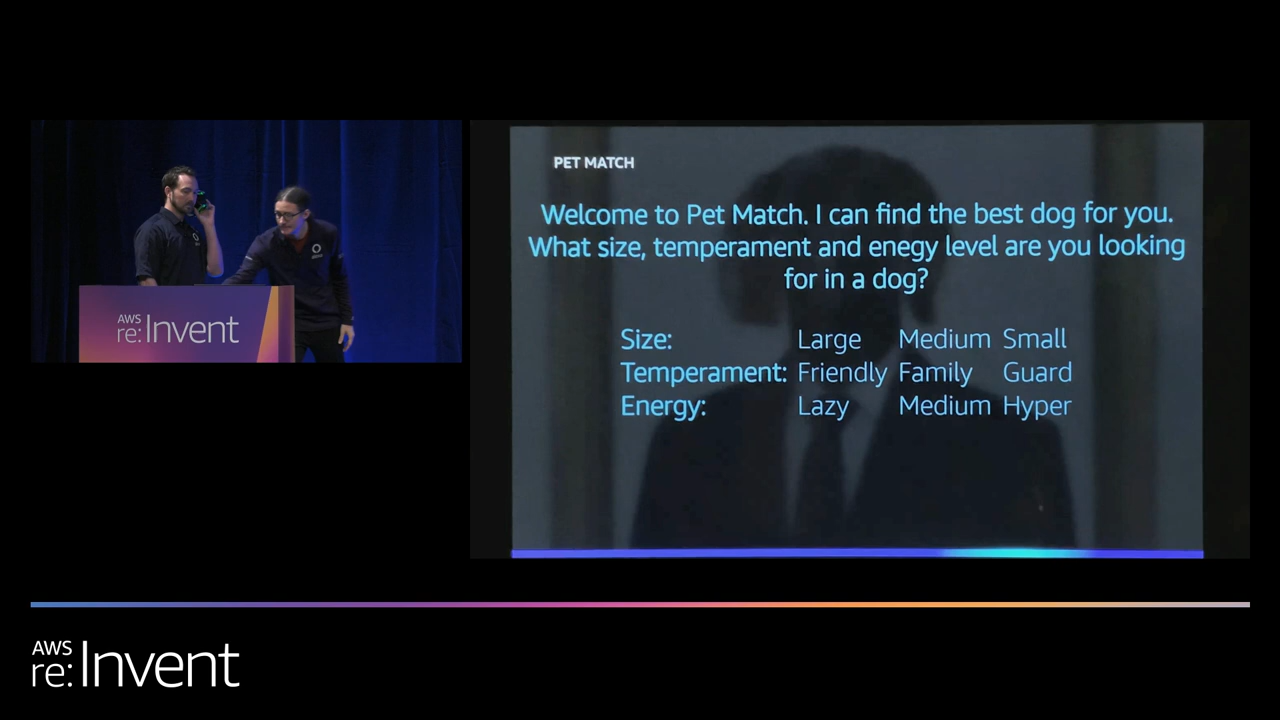 PET MATCH
Welcome to Pet Match. I can find the best dog for you.
What size, temperament and enegy level are you looking
for in a dog?
Size: Large Medium Small
Temperament: Friendly Family Guard
Energy: Lazy Medium Hyper
AWS
re:Invent
AWS
re:Invent